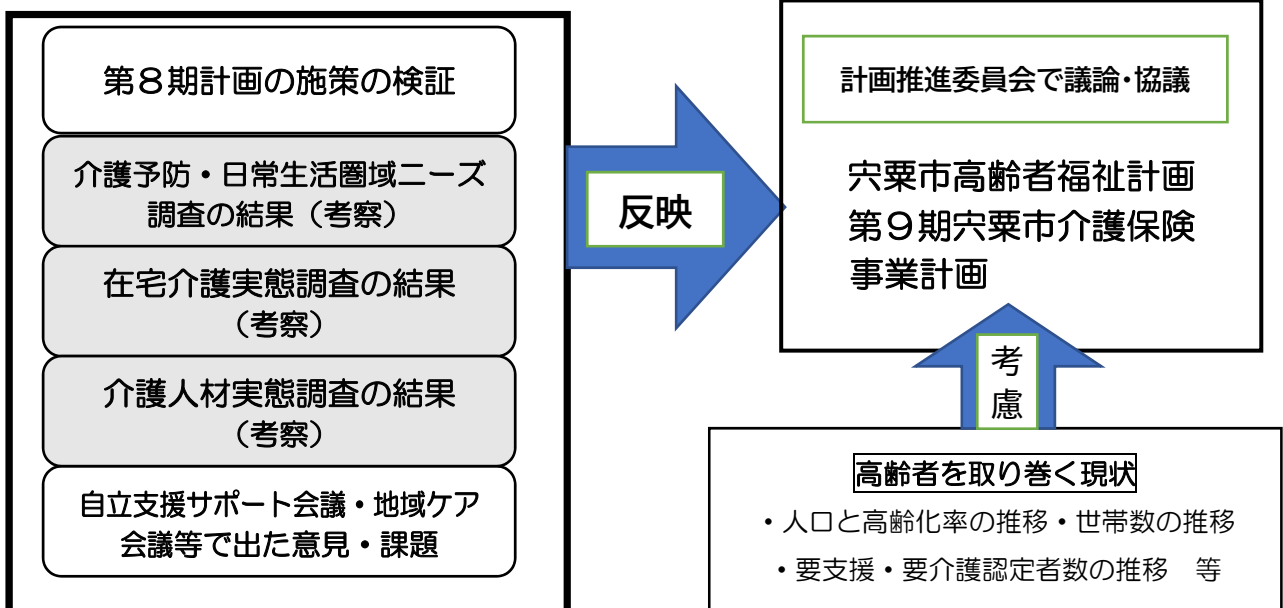 第８期計画の施策の検証
介護予防・日常生活圏域ニーズ
調査の結果（考察）
在宅介護実態調査の結果
（考察）
介護人材実態調査の結果
（考察）
自立支援サポート会議・地域ケア
会議等で出た意見・課題
反映
計画推進委員会で議論・協議
宍粟市高齢者福祉計画
第９期宍粟市介護保険
事業計画
考
慮
高齢者を取り巻く現状
・人口と高齢化率の推移・世帯数の推移
・要支援・要介護認定者数の推移　等